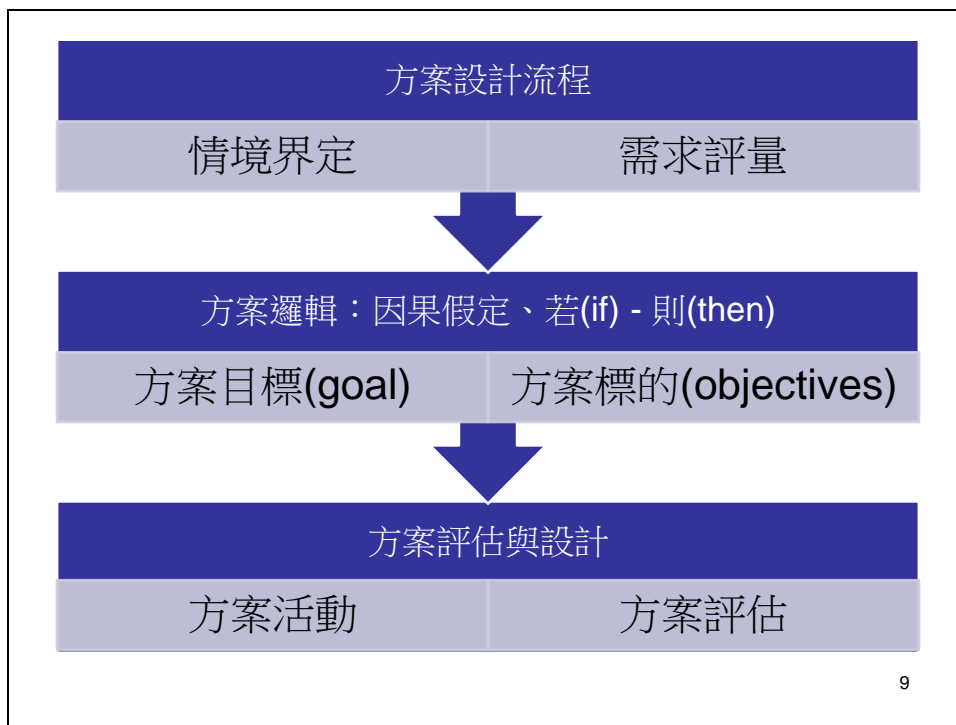 方案設計流程
情境界定 需求評量
方案邏輯：因果假定、若(if) - 則(then)
方案目標(goal) 方案標的(objectives)
方案評估與設計
方案活動 方案評估
9